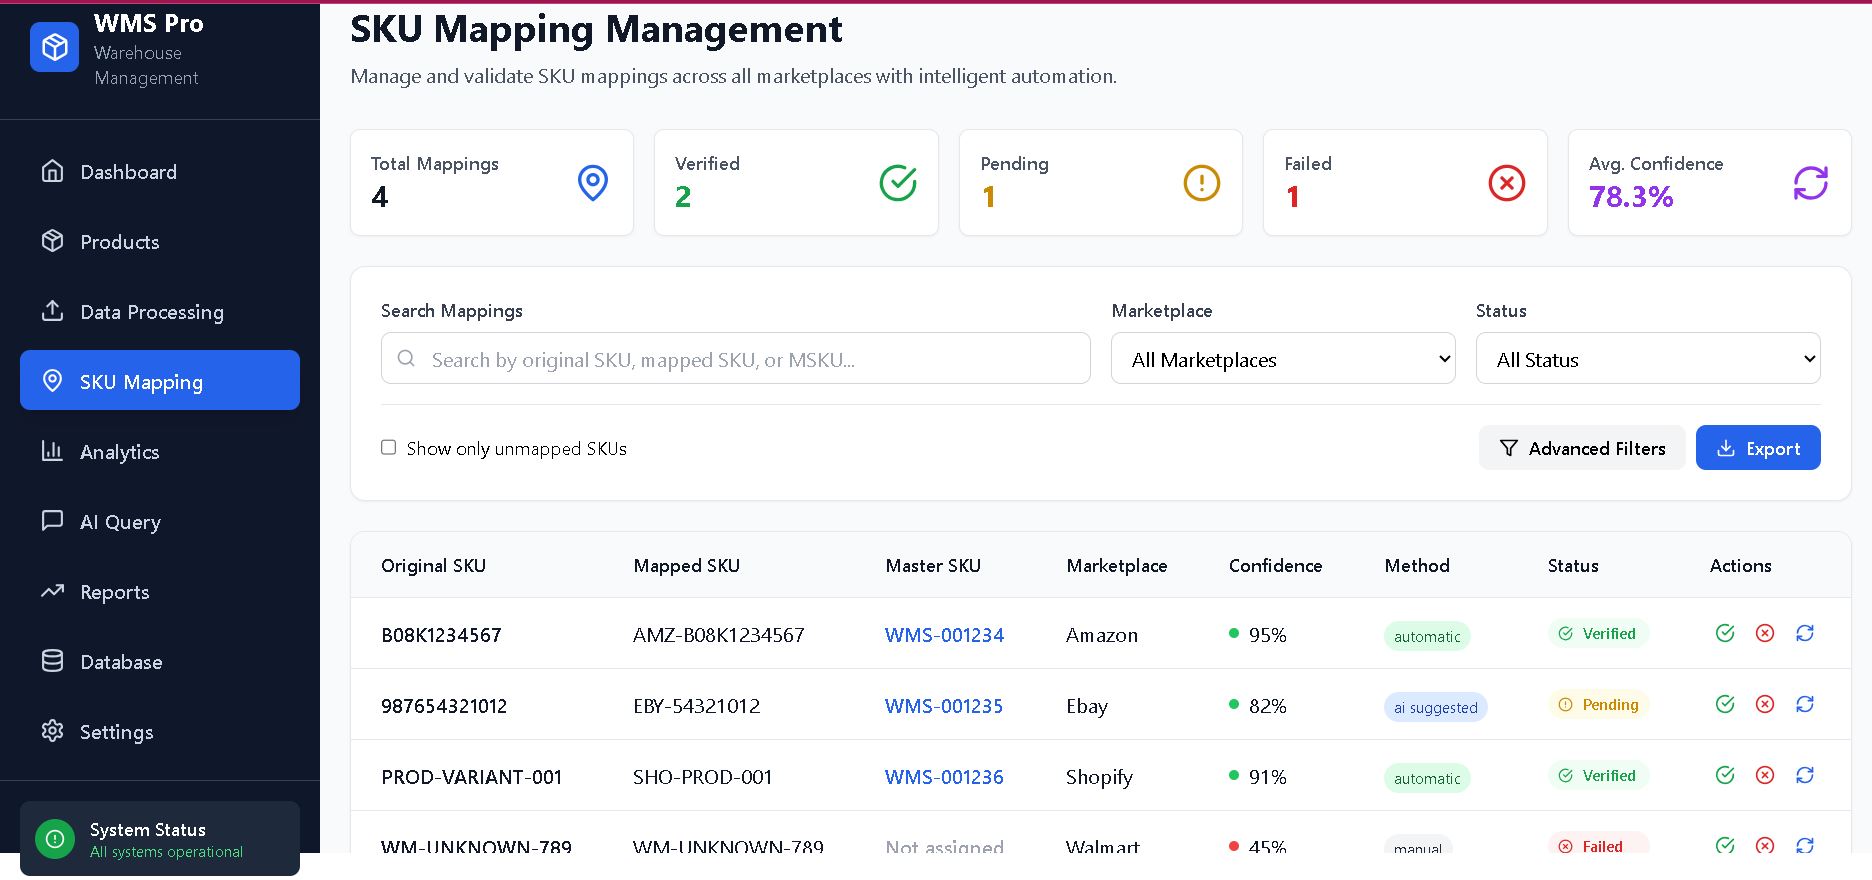 WMS Pro
Warehouse
Management
Dashboard
Products
Data Processing
SKU Mapping
Analytics
AI Query
Reports
Database
Settings
System Status
All systems operational
SKU Mapping Management
Manage and validate SKU mappings across all marketplaces with intelligent automation.
Total Mappings
4
Verified
2
Pending
1
Failed
1
Avg. Confidence
78.3%
Search Mappings
Search by original SKU, mapped SKU, or MSKU...
Marketplace
All Marketplaces
Status
All Status
Show only unmapped SKUs
Advanced Filters
Export
Original SKU Mapped SKU Master SKU Marketplace Confidence Method Status Actions
B08K1234567 AMZ-B08K1234567 WMS-001234 Amazon 95% automatic Verified
987654321012 EBY-54321012 WMS-001235 Ebay 82% ai suggested Pending
PROD-VARIANT-001 SHO-PROD-001 WMS-001236 Shopify 91% automatic Verified
WM-UNKNOWN-789 WM-UNKNOWN-789 Not assigned Walmart 45% manual Failed